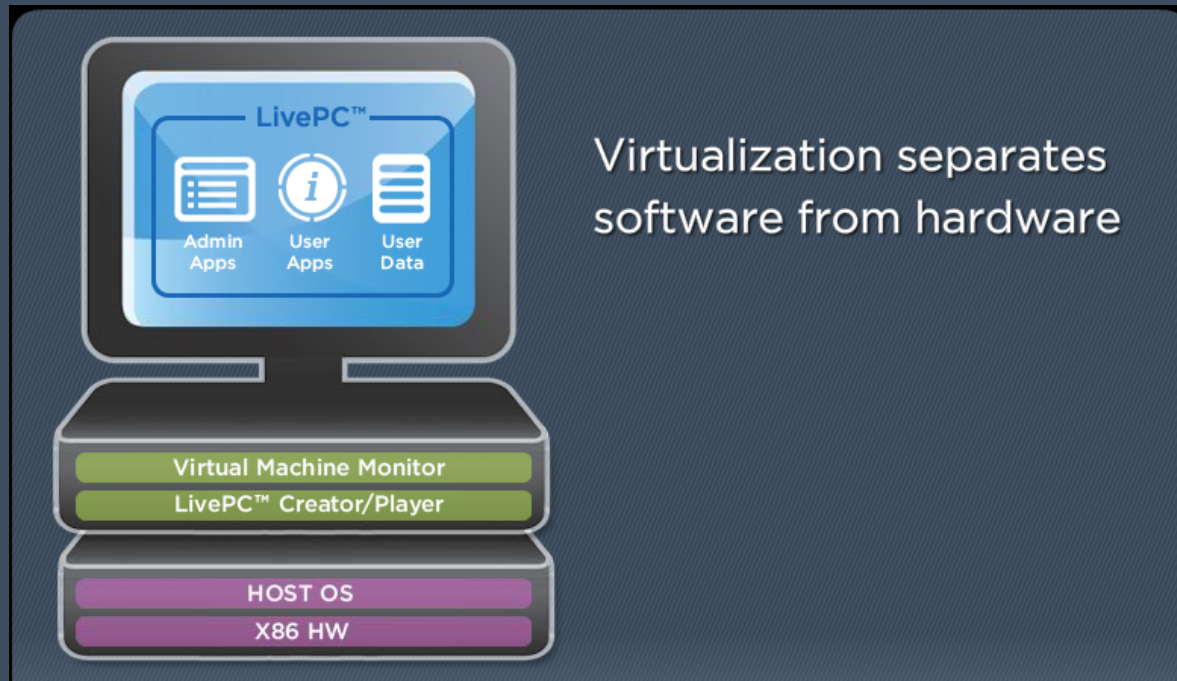 LivePC™
Admin
Apps
User
Apps
User
Data
Virtual Machine Monitor
LivePC™ Creator/Player
HOST OS
X86 HW
Virtualization separates
software from hardware